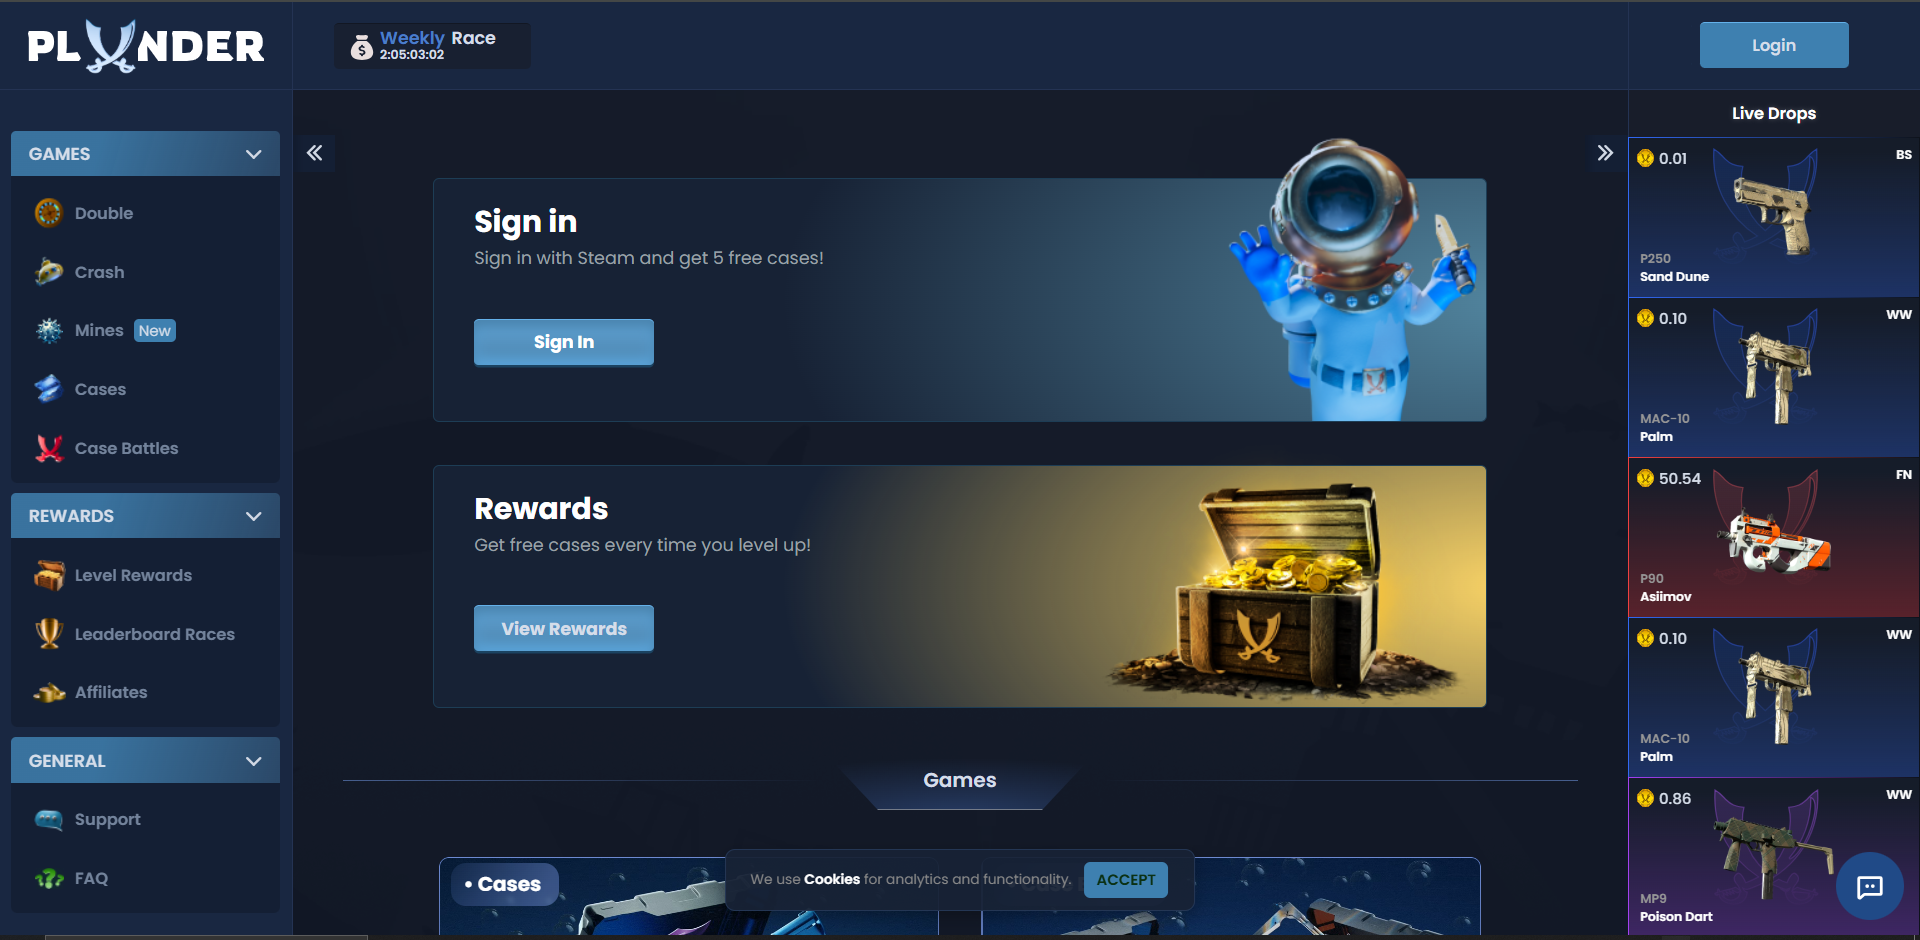 PLUNDER
Weekly Race
2:05:03:02
Login
GAMES
Double
Crash
Mines New
Cases
Case Battles
REWARDS
Level Rewards
Leaderboard Races
Affiliates
GENERAL
Support
FAQ
Sign in
Sign in with Steam and get 5 free cases!
Sign In
Rewards
Get free cases every time you level up!
View Rewards
Games
• Cases
We use Cookies for analytics and functionality.
ACCEPT
Live Drops
0.01
BS
P250
Sand Dune
0.10
WW
MAC-10
Palm
50.54
FN
P90
Asiimov
0.10
WW
MAC-10
Palm
0.86
WW
MP9
Poison Dart